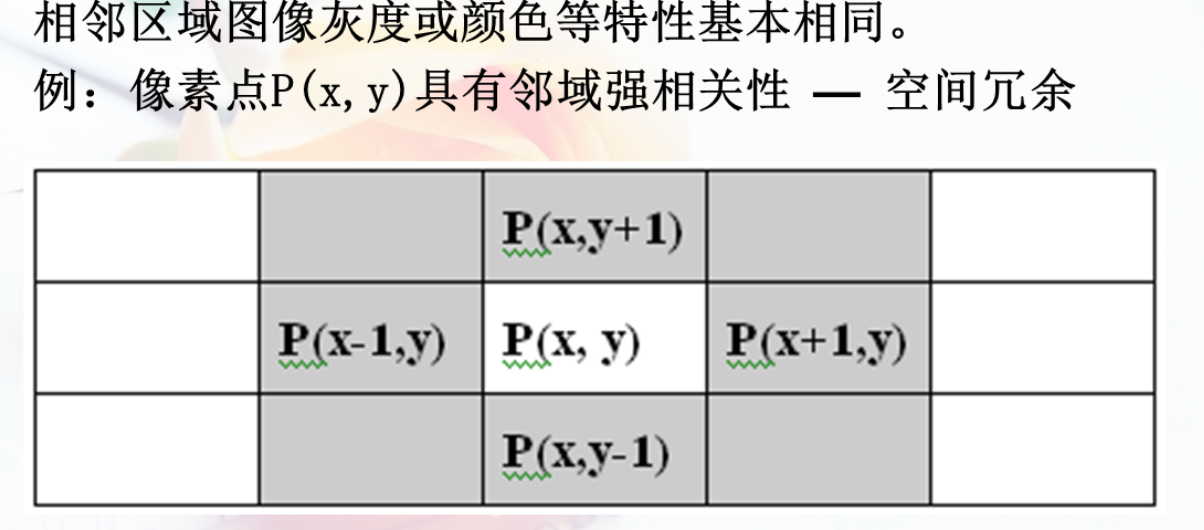 相邻区域图像灰度或颜色等特性基本相同。
例：像素点P(x,y)具有邻域强相关性 — 空间冗余
P(x,y+1)
P(x-1,y) P(x, y) P(x+1,y)
P(x,y-1)